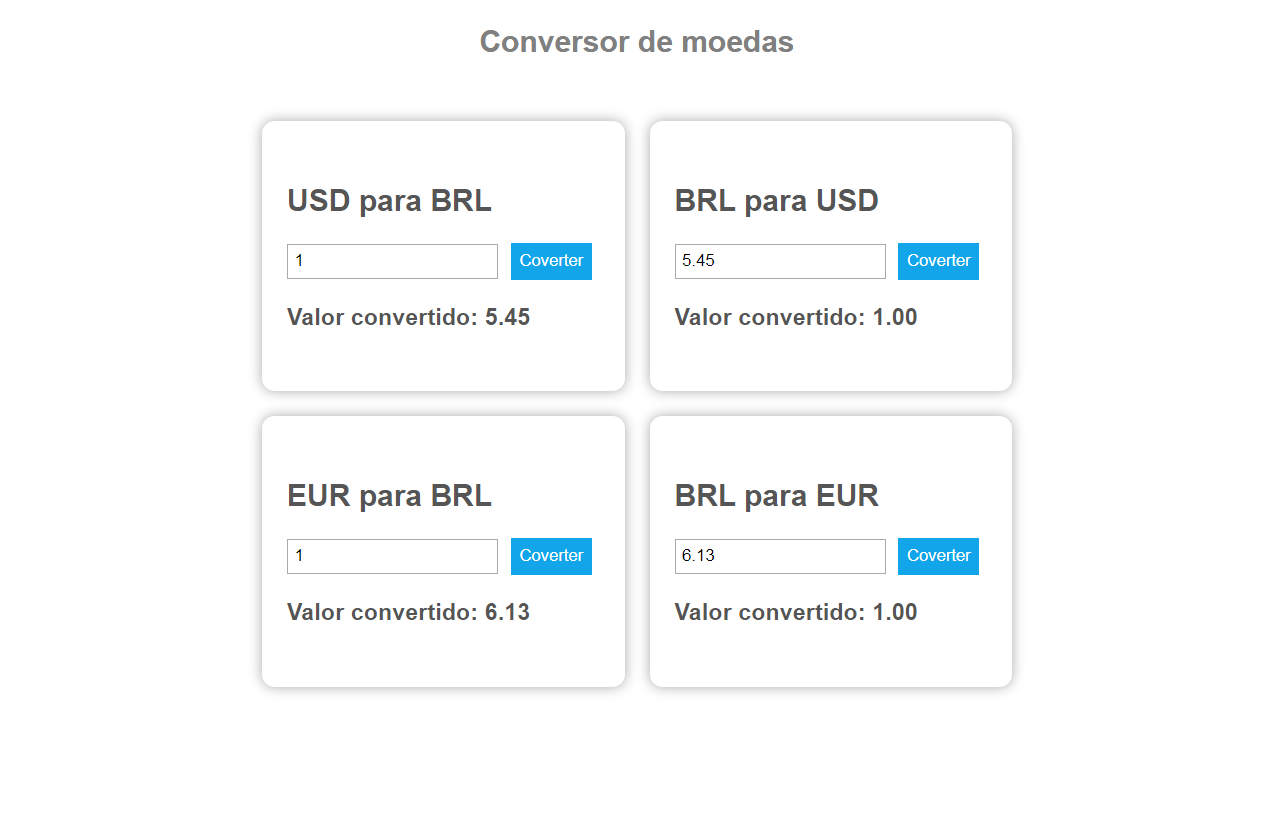 Conversor de moedas
USD para BRL
1 Coverter
Valor convertido: 5.45
BRL para USD
5.45 Coverter
Valor convertido: 1.00
EUR para BRL
1 Coverter
Valor convertido: 6.13
BRL para EUR
6.13 Coverter
Valor convertido: 1.00